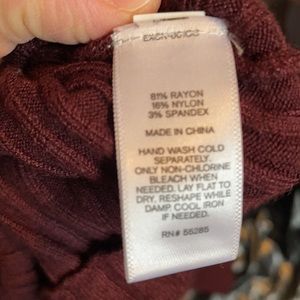 81% RAYON
16% NYLON
3% SPANDEX
MADE IN CHINA
HAND WASH COLD
SEPARATELY.
ONLY NON-CHLORINE
BLEACH WHEN
NEEDED. LAY FLAT TO
DRY. RESHAPE WHILE
DAMP. COOL IRON
IF NEEDED.
RN# 55285